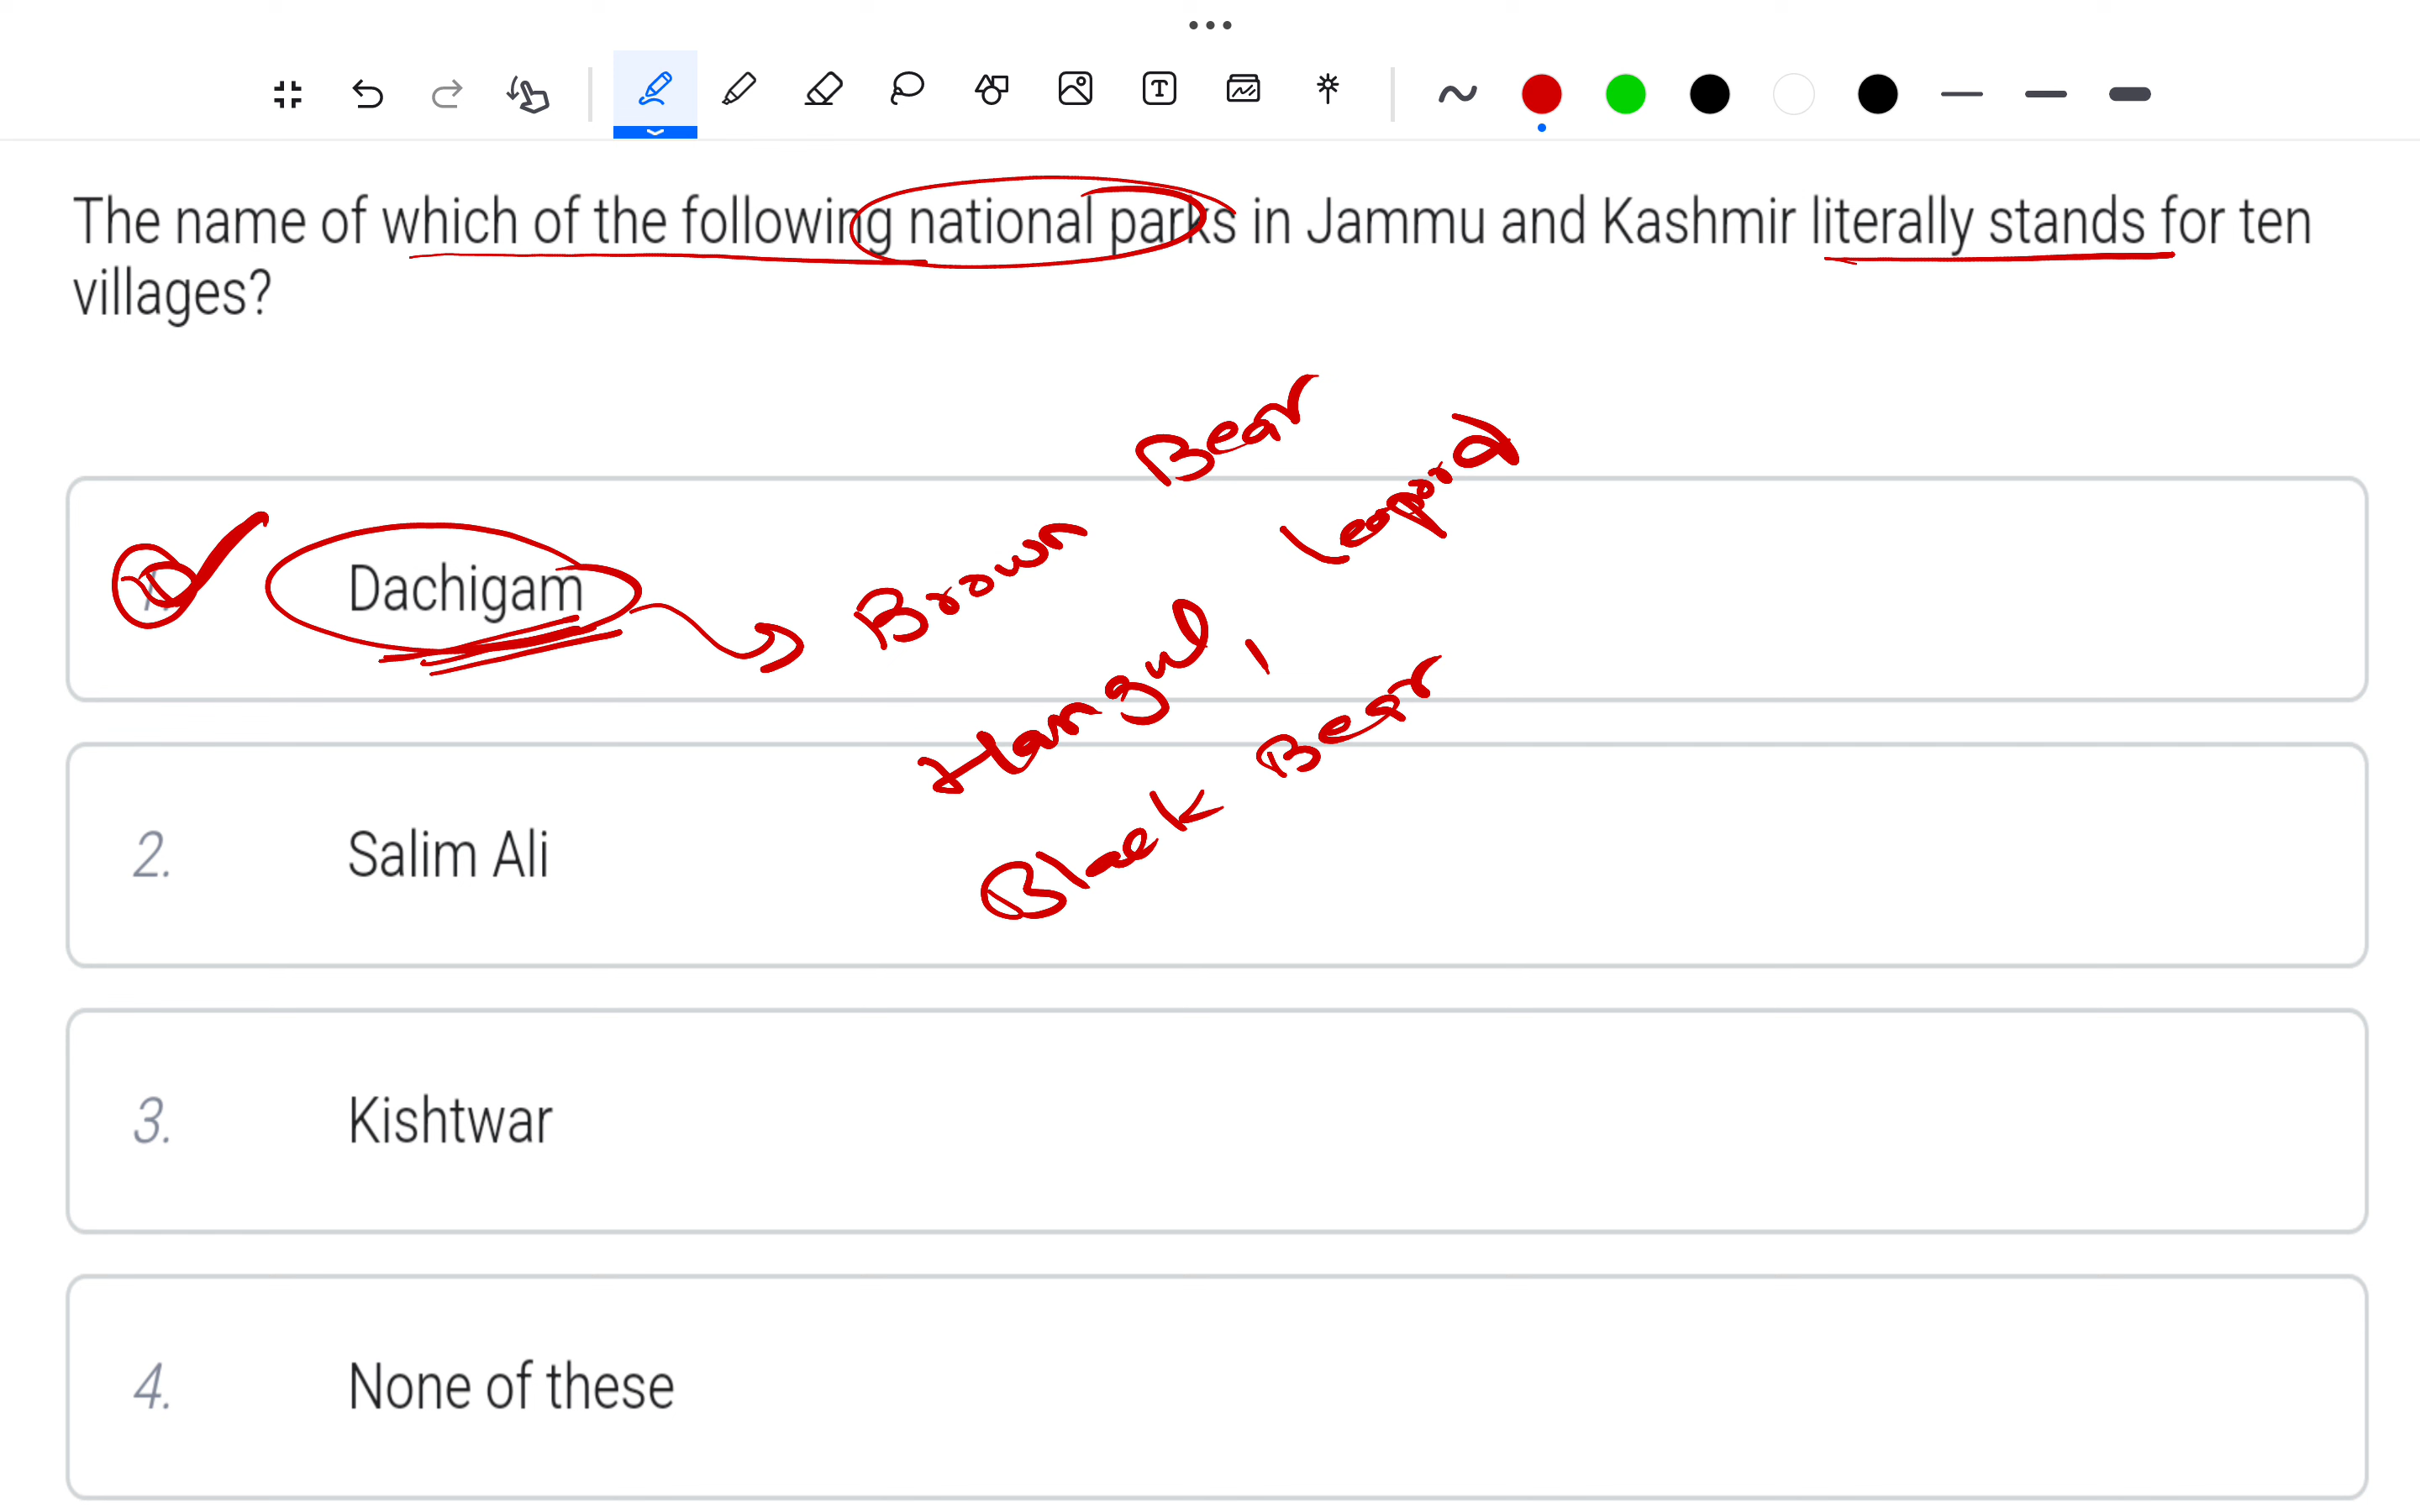 The name of which of the following national parks in Jammu and Kashmir literally stands for ten
villages?
Brown Bear
Leopard
1. Dachigam
Hangul,
Black Bear
2. Salim Ali
3. Kishtwar
4. None of these